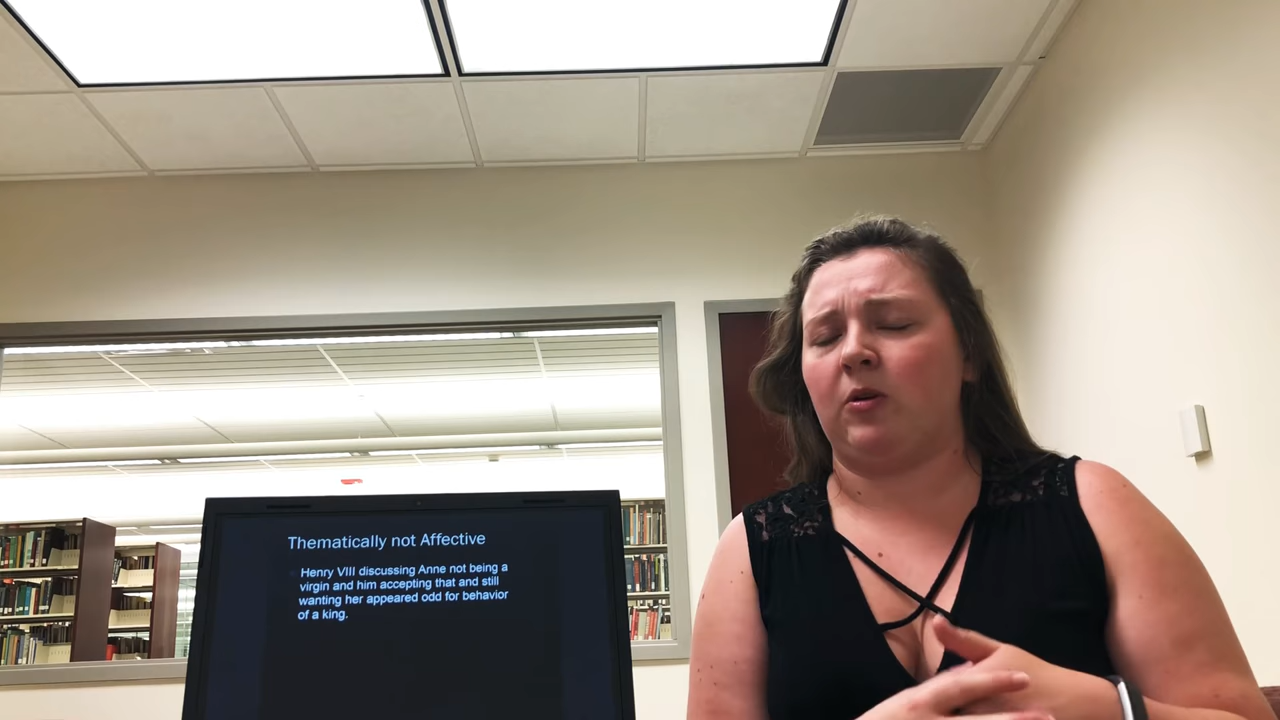 Thematically not Affective
Henry VIII discussing Anne not being a
virgin and him accepting that and still
wanting her appeared odd for behavior
of a king.